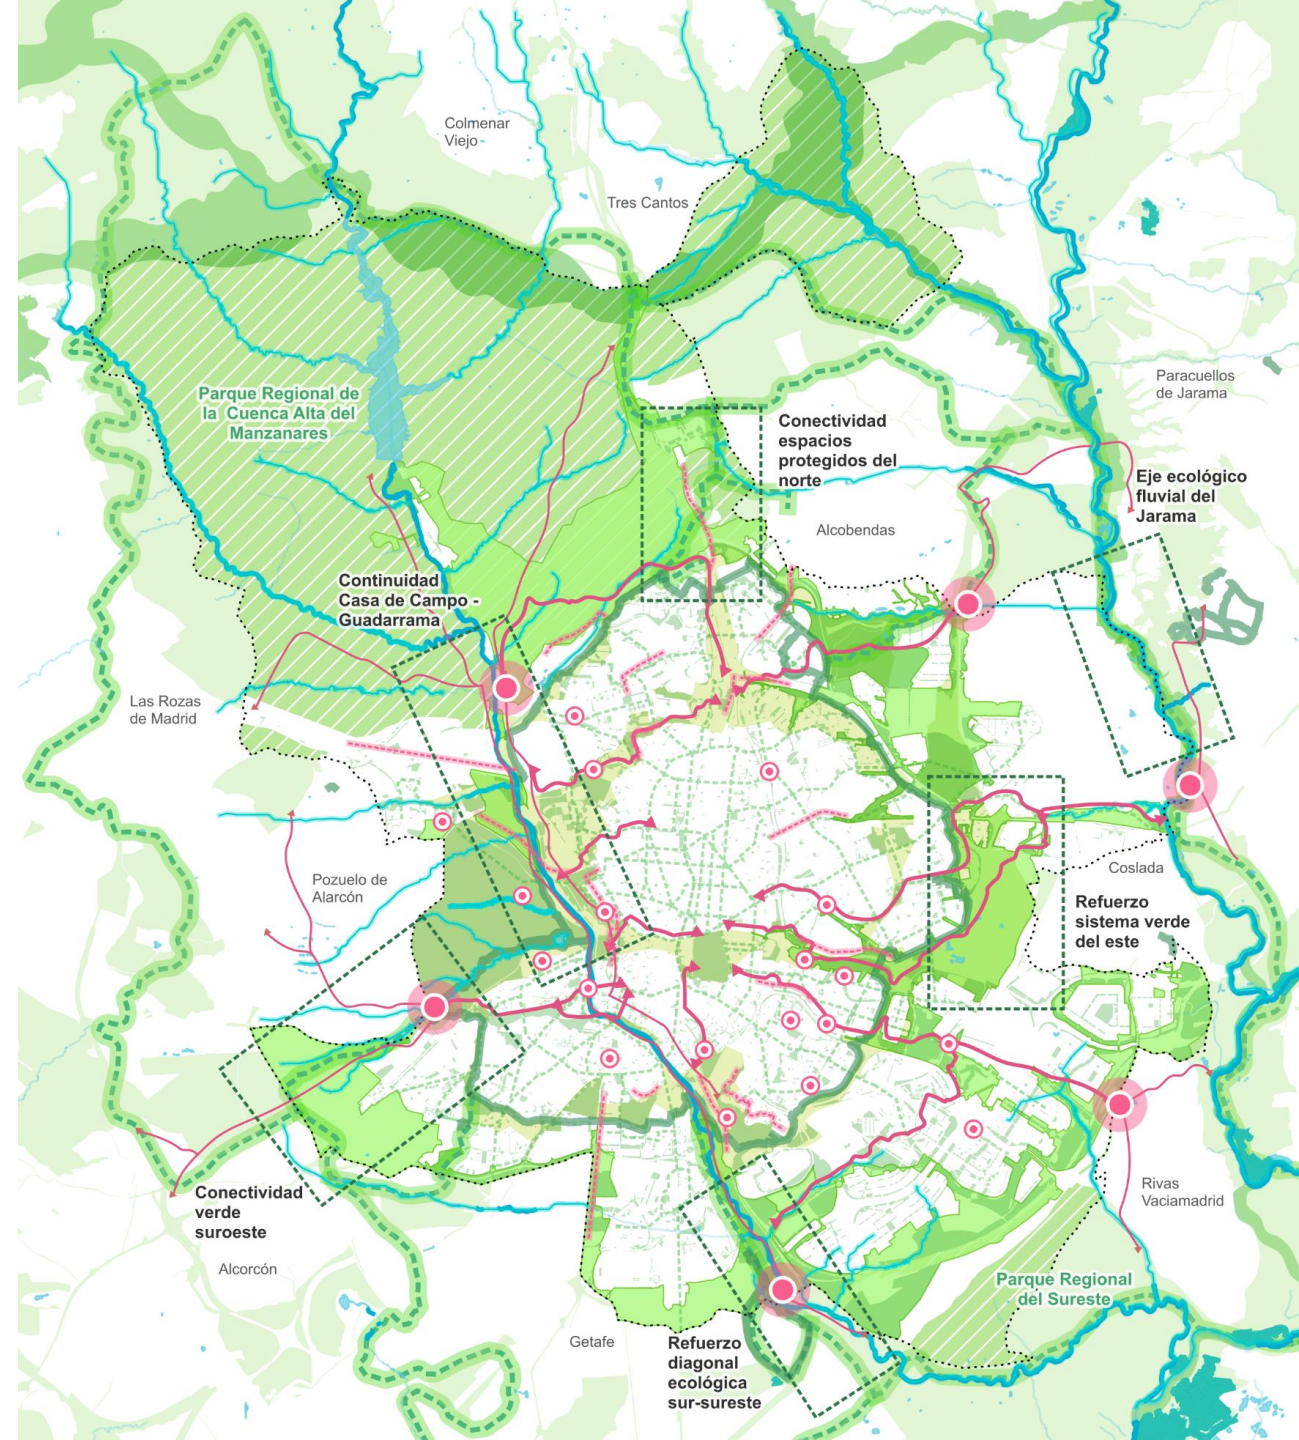 Colmenar
Viejo
Tres Cantos
Parque Regional de
la Cuenca Alta del
Manzanares
Paracuellos
de Jarama
Conectividad
espacios
protegidos del
norte
Eje ecológico
fluvial del
Jarama
Alcobendas
Continuidad
Casa de Campo -
Guadarrama
Las Rozas
de Madrid
Pozuelo de
Alarcón
Coslada
Refuerzo
sistema verde
del este
Conectividad
verde
suroeste
Rivas
Vaciamadrid
Alcorcón
Parque Regional
del Sureste
Getafe
Refuerzo
diagonal
ecológica
sur-sureste